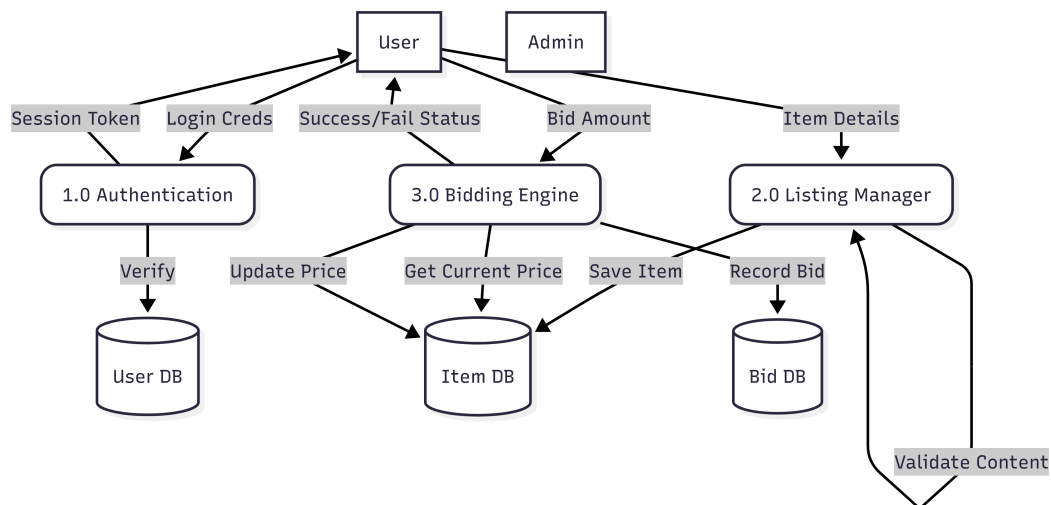 User
Admin
Session Token
Login Creds
Success/Fail Status
Bid Amount
Item Details
1.0 Authentication
3.0 Bidding Engine
2.0 Listing Manager
Verify
Update Price
Get Current Price
Save Item
Record Bid
User DB
Item DB
Bid DB
Validate Content